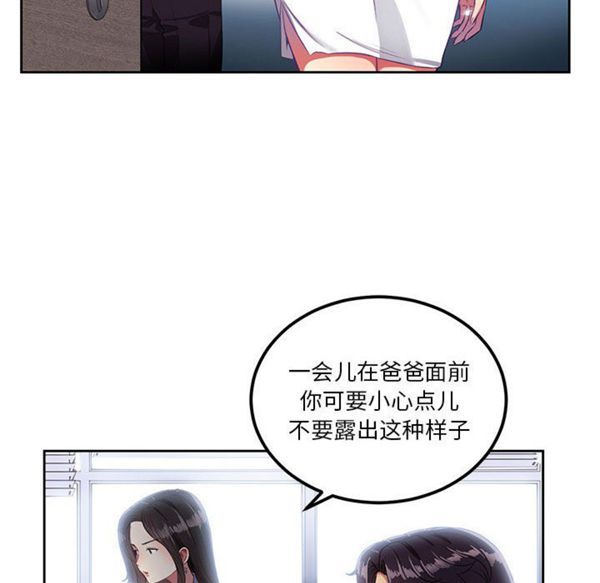 一会儿在爸爸面前
你可要小心点儿
不要露出这种样子